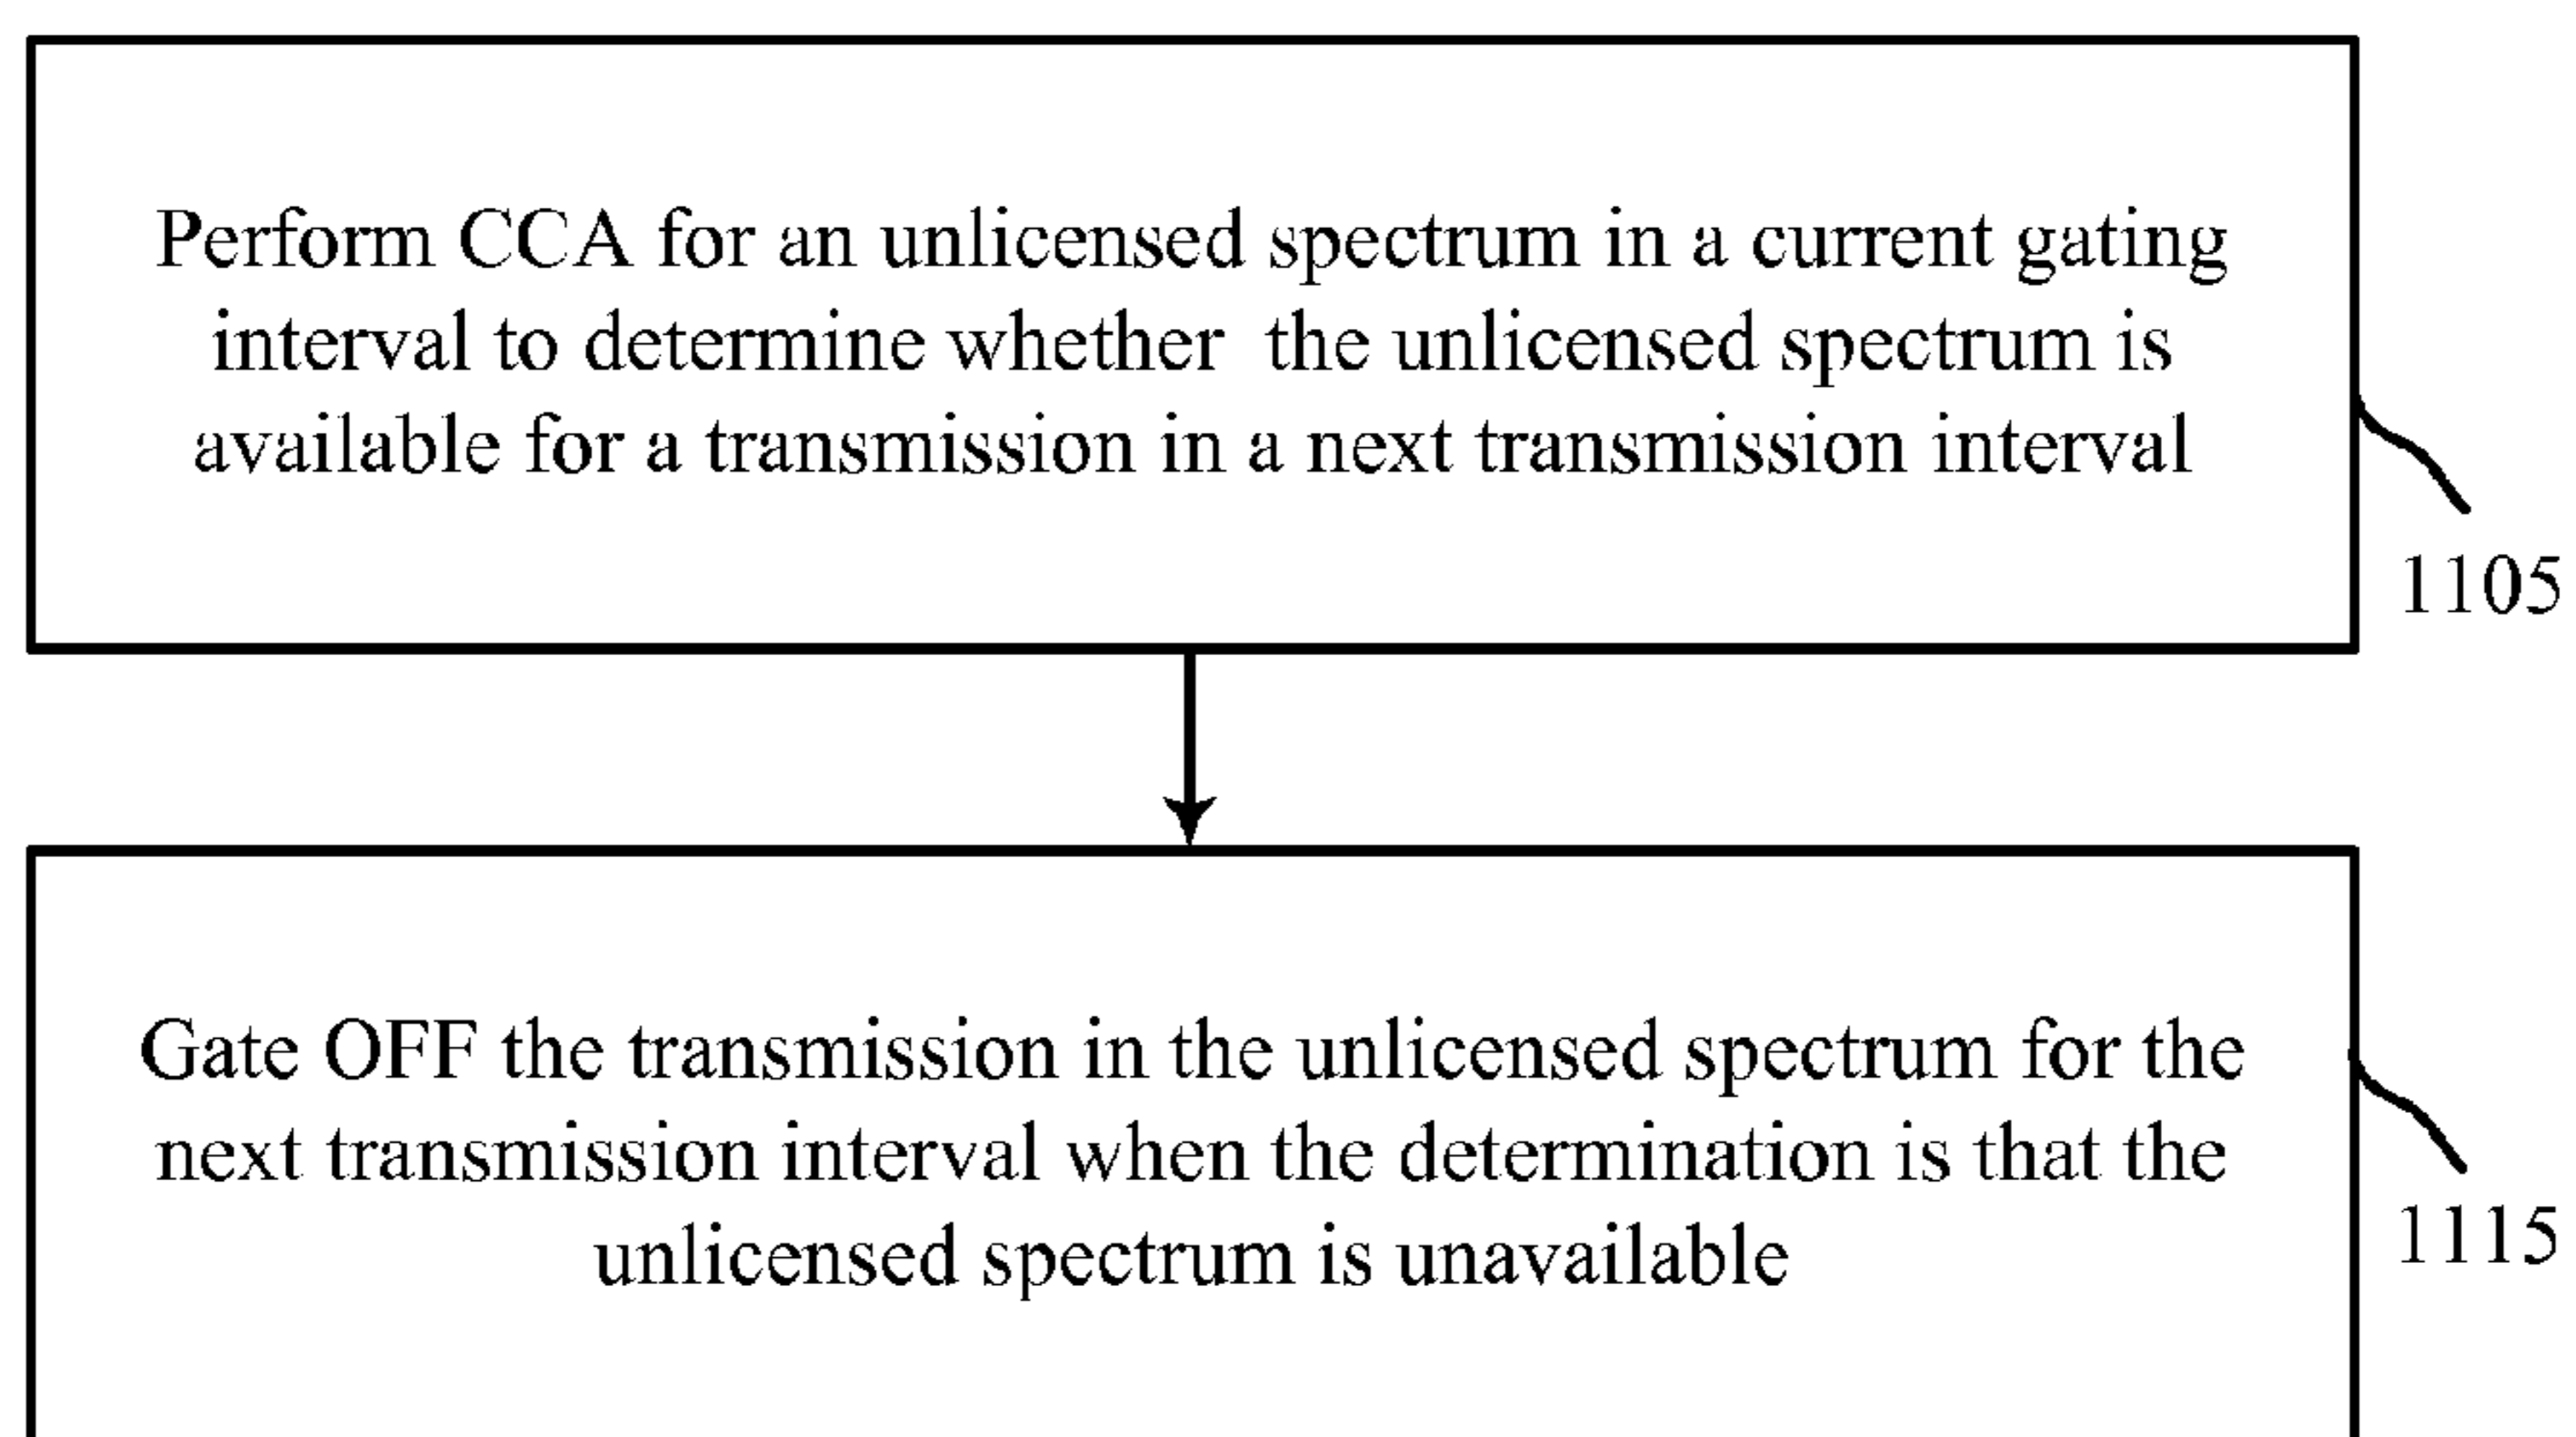 Perform CCA for an unlicensed spectrum in a current gating
interval to determine whether the unlicensed spectrum is
available for a transmission in a next transmission interval
1105
Gate OFF the transmission in the unlicensed spectrum for the
next transmission interval when the determination is that the
unlicensed spectrum is unavailable
1115